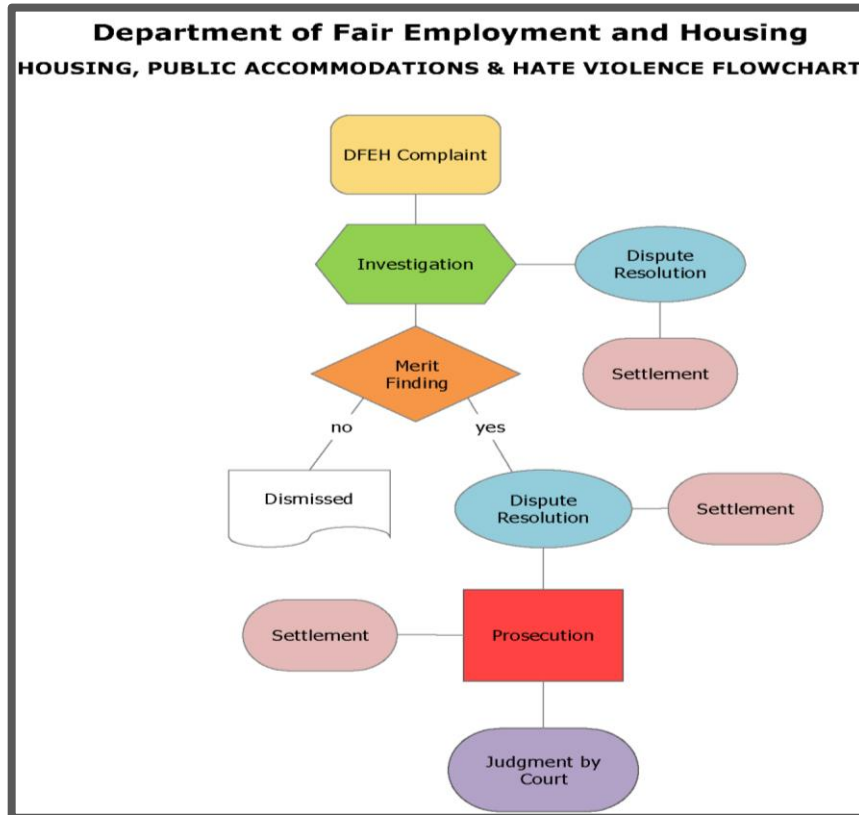 Department of Fair Employment and Housing
HOUSING, PUBLIC ACCOMMODATIONS & HATE VIOLENCE FLOWCHART
DFEH Complaint
Investigation
Dispute
Resolution
Merit
Finding
Settlement
no
yes
Dismissed
Dispute
Resolution
Settlement
Settlement
Prosecution
Judgment by
Court